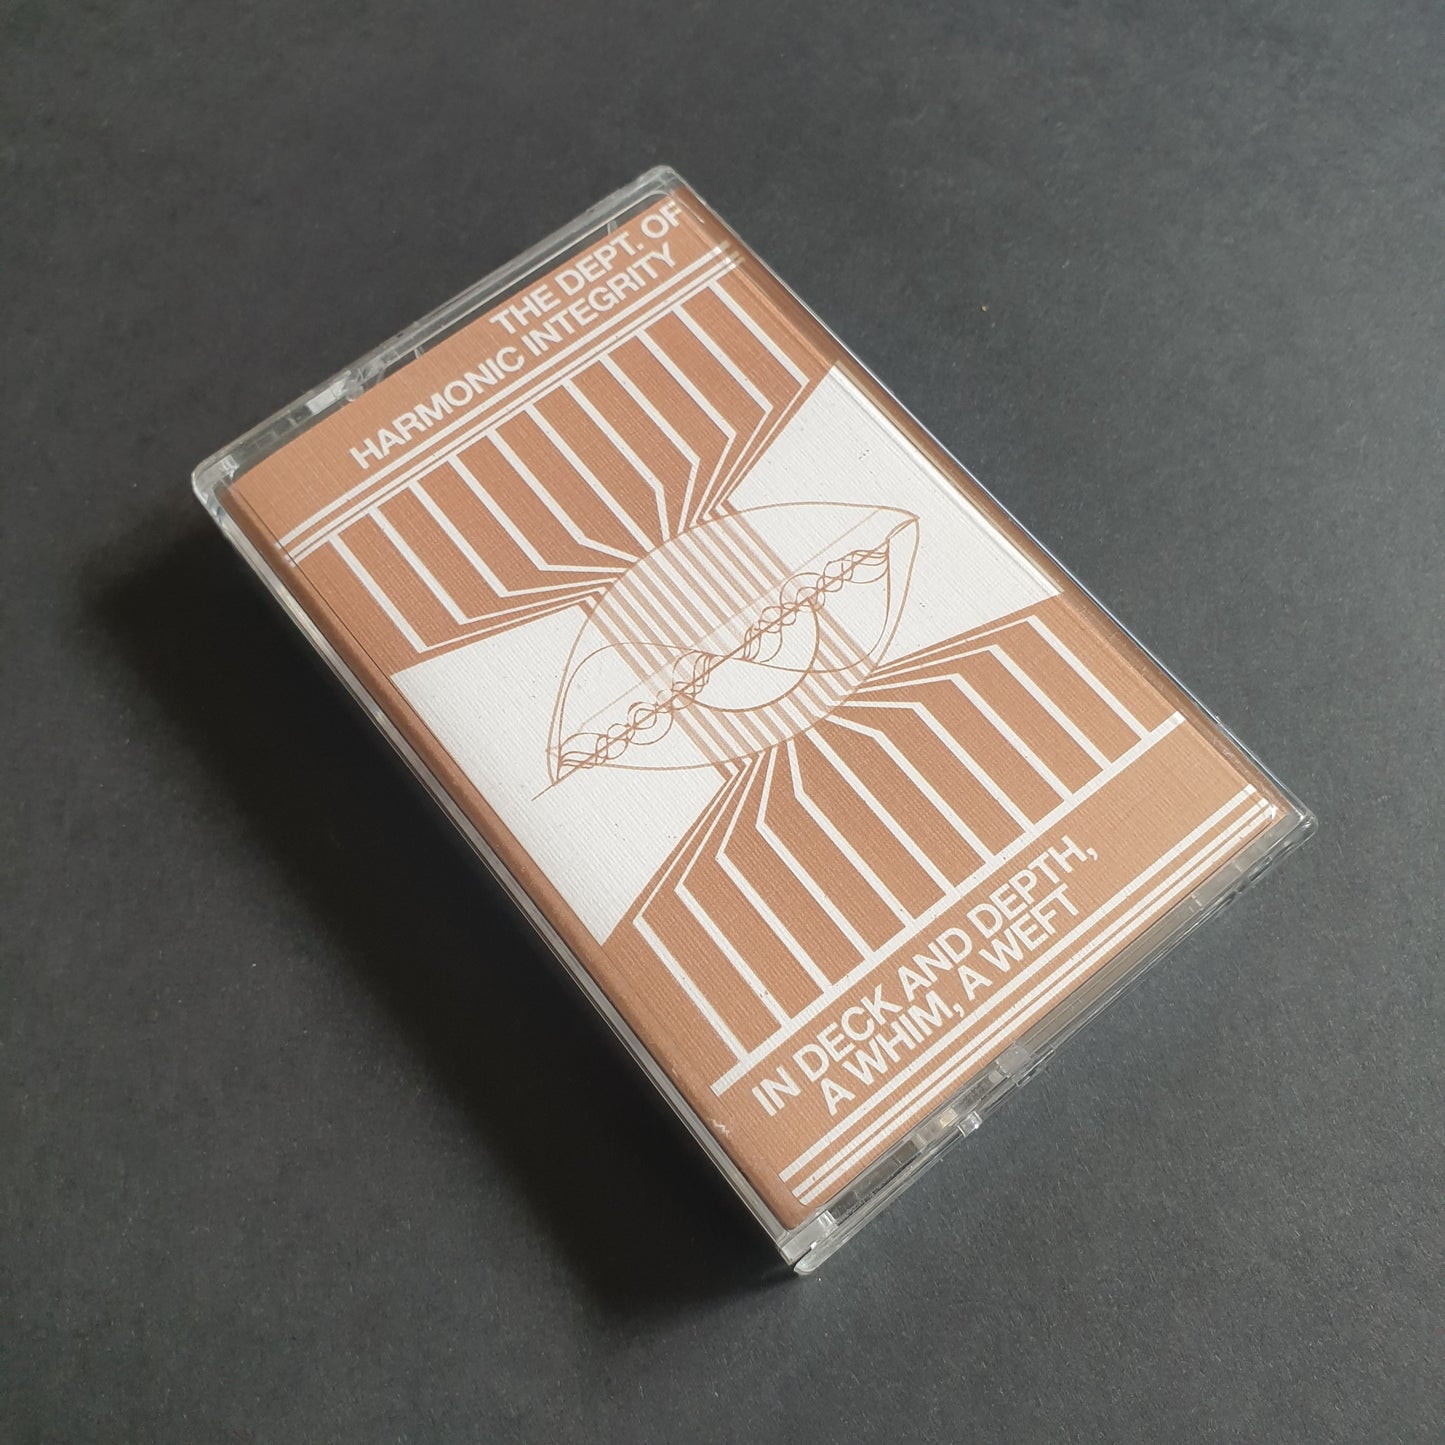 THE DEPT. OF
HARMONIC INTEGRITY
IN DECK AND DEPTH,
A WHIM, A WEFT